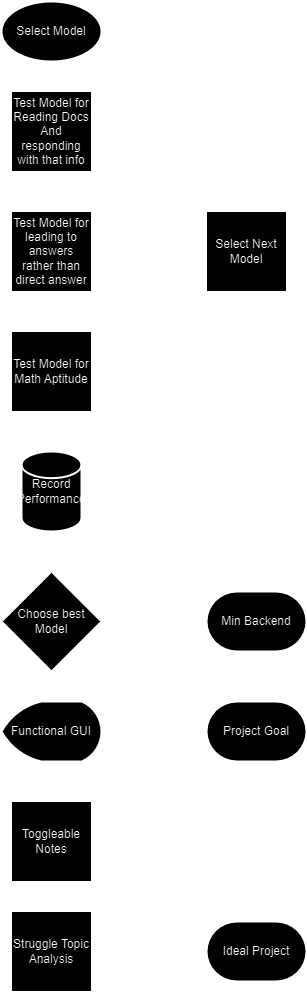 Select Model
Test Model for
Reading Docs
And
responding
with that info
Test Model for
leading to
answers
rather than
direct answer
Select Next
Model
Test Model for
Math Aptitude
Record
Performance
Choose best
Model
Min Backend
Functional GUI
Project Goal
Toggleable
Notes
Struggle Topic
Analysis
Ideal Project